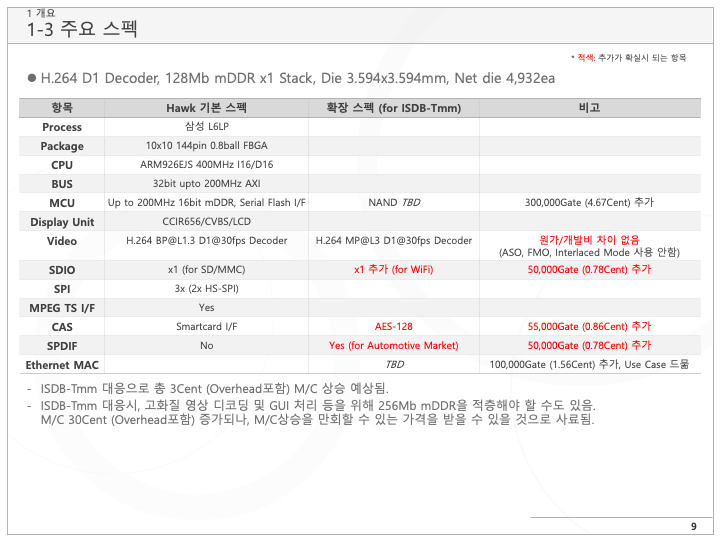 1 개요
1-3 주요 스펙
* 적색: 추가가 확실시 되는 항목
● H.264 D1 Decoder, 128Mb mDDR x1 Stack, Die 3.594x3.594mm, Net die 4,932ea
항목 Hawk 기본 스펙 확장 스펙 (for ISDB-Tmm) 비고
Process 삼성 L6LP
Package 10x10 144pin 0.8ball FBGA
CPU ARM926EJS 400MHz I16/D16
BUS 32bit upto 200MHz AXI
MCU Up to 200MHz 16bit mDDR, Serial Flash I/F NAND TBD 300,000Gate (4.67Cent) 추가
Display Unit CCIR656/CVBS/LCD
Video H.264 BP@L1.3 D1@30fps Decoder H.264 MP@L3 D1@30fps Decoder 원가/개발비 차이 없음
(ASO, FMO, Interlaced Mode 사용 안함)
SDIO x1 (for SD/MMC) x1 추가 (for WiFi) 50,000Gate (0.78Cent) 추가
SPI 3x (2x HS-SPI)
MPEG TS I/F Yes
CAS Smartcard I/F AES-128 55,000Gate (0.86Cent) 추가
SPDIF No Yes (for Automotive Market) 50,000Gate (0.78Cent) 추가
Ethernet MAC TBD 100,000Gate (1.56Cent) 추가, Use Case 드물
- ISDB-Tmm 대응으로 총 3Cent (Overhead포함) M/C 상승 예상됨.
- ISDB-Tmm 대응시, 고화질 영상 디코딩 및 GUI 처리 등을 위해 256Mb mDDR을 적층해야 할 수도 있음.
M/C 30Cent (Overhead포함) 증가되나, M/C상승을 만회할 수 있는 가격을 받을 수 있을 것으로 사료됨.
9